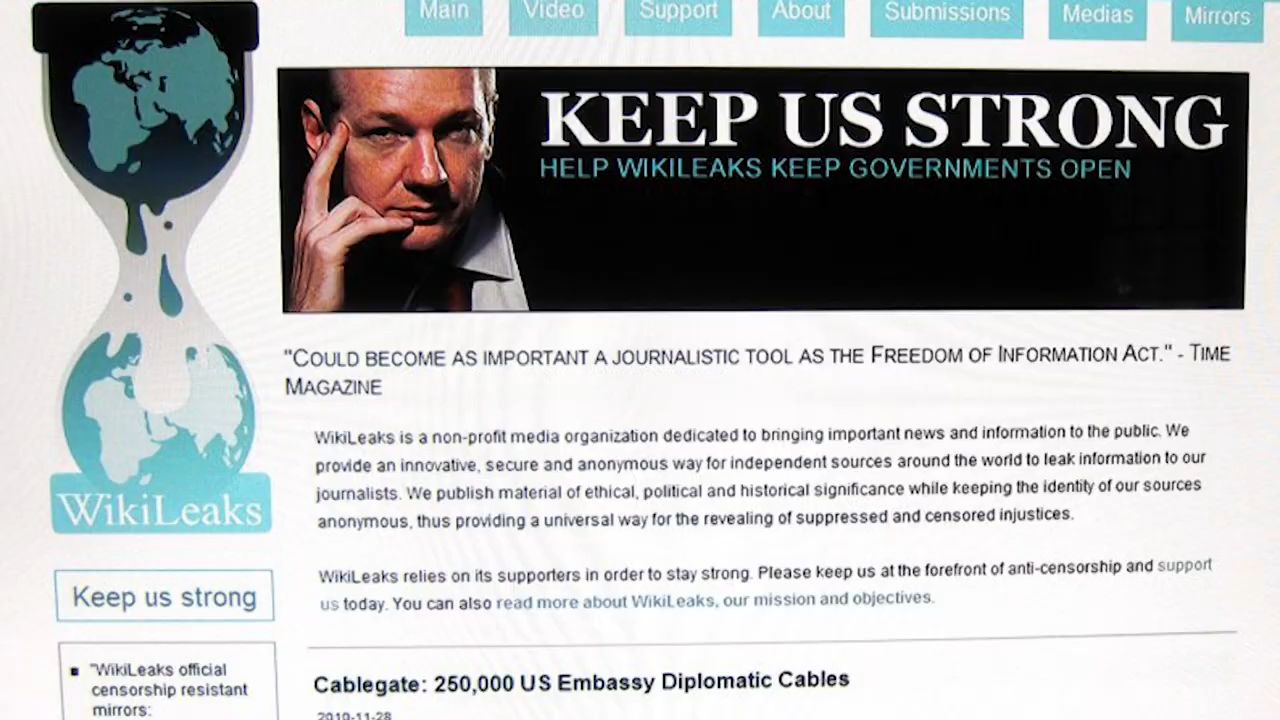 Main Video Support About Submissions Medias Mirrors
KEEP US STRONG
HELP WIKILEAKS KEEP GOVERNMENTS OPEN
"COULD BECOME AS IMPORTANT A JOURNALISTIC TOOL AS THE FREEDOM OF INFORMATION ACT." - TIME
MAGAZINE
WikiLeaks is a non-profit media organization dedicated to bringing important news and information to the public. We
provide an innovative, secure and anonymous way for independent sources around the world to leak information to our
journalists. We publish material of ethical, political and historical significance while keeping the identity of our sources
anonymous, thus providing a universal way for the revealing of suppressed and censored injustices.
WikiLeaks relies on its supporters in order to stay strong. Please keep us at the forefront of anti-censorship and support
us today. You can also read more about WikiLeaks, our mission and objectives.
Cablegate: 250,000 US Embassy Diplomatic Cables
2010-11-28
WikiLeaks
Keep us strong
"WikiLeaks official
censorship resistant
mirrors: